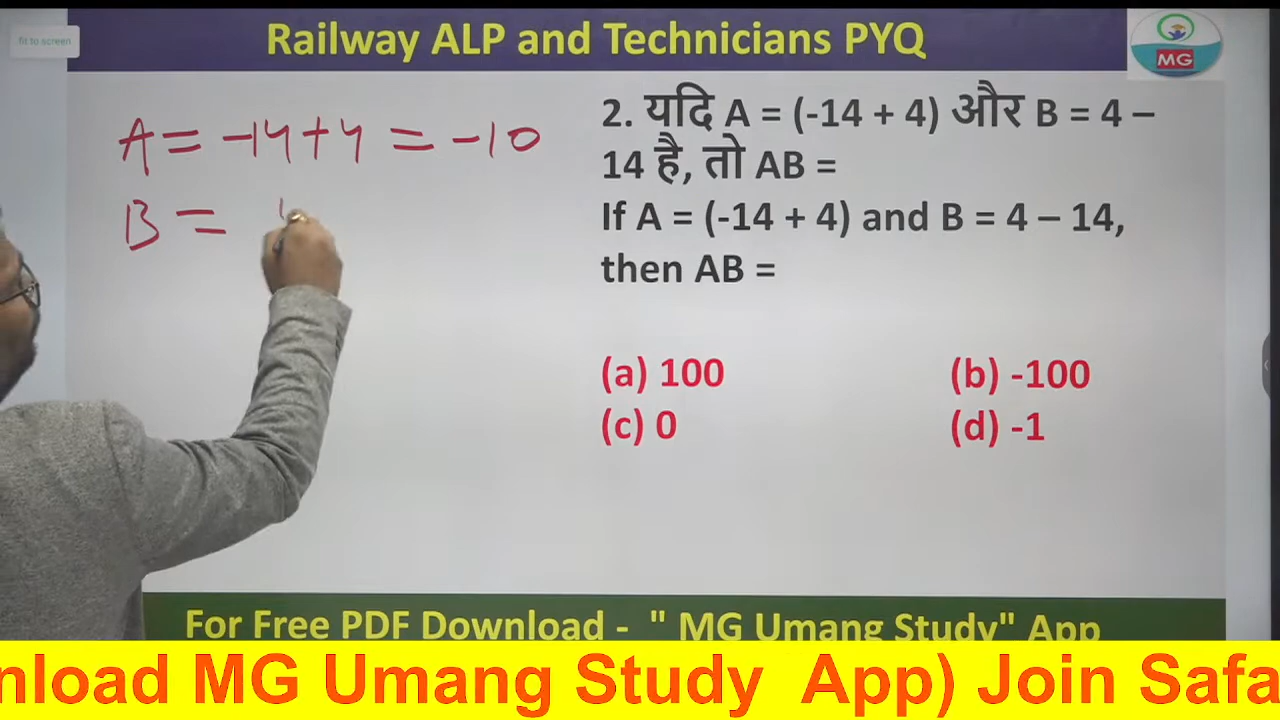 fit to screen
Railway ALP and Technicians PYQ
MG
A = -14+4 = -10
B =
2. यदि A = (-14 + 4) और B = 4 –
14 है, तो AB =
If A = (-14 + 4) and B = 4 – 14,
then AB =
(a) 100 (b) -100
(c) 0 (d) -1
For Free PDF Download - " MG Umang Study" App
nload MG Umang Study App) Join Safa